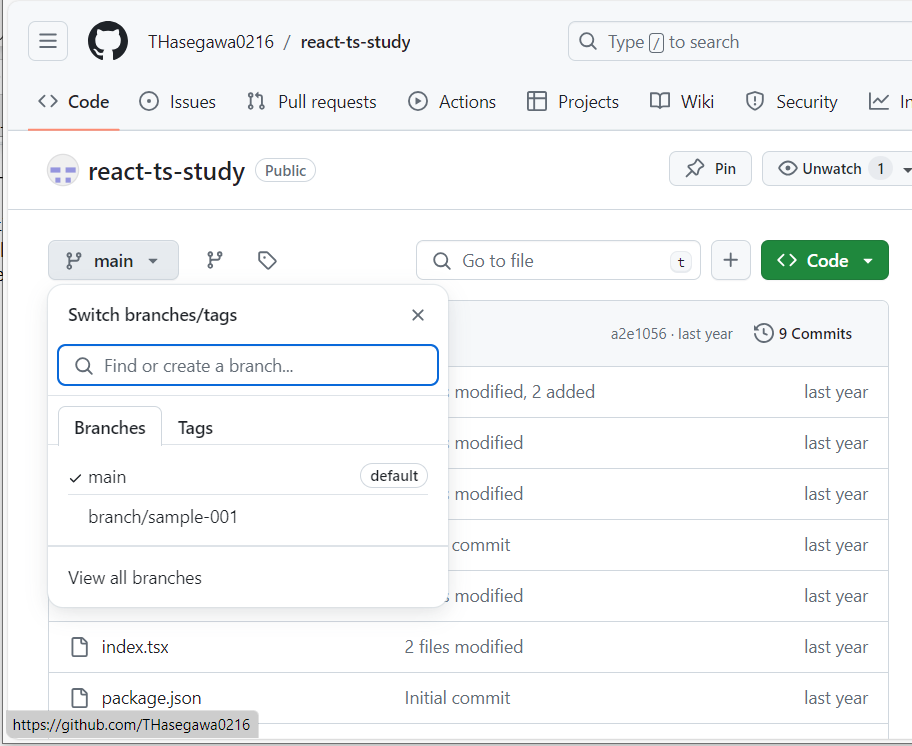 THasegawa0216 / react-ts-study
Type / to search
Code Issues Pull requests Actions Projects Wiki Security In
react-ts-study Public Pin Unwatch 1
main Go to file t Code
Switch branches/tags
a2e1056 · last year 9 Commits
Find or create a branch...
modified, 2 added last year
Branches Tags
modified last year
main default
modified last year
branch/sample-001
commit last year
View all branches
modified last year
index.tsx 2 files modified last year
package.json Initial commit last year
https://github.com/THasegawa0216